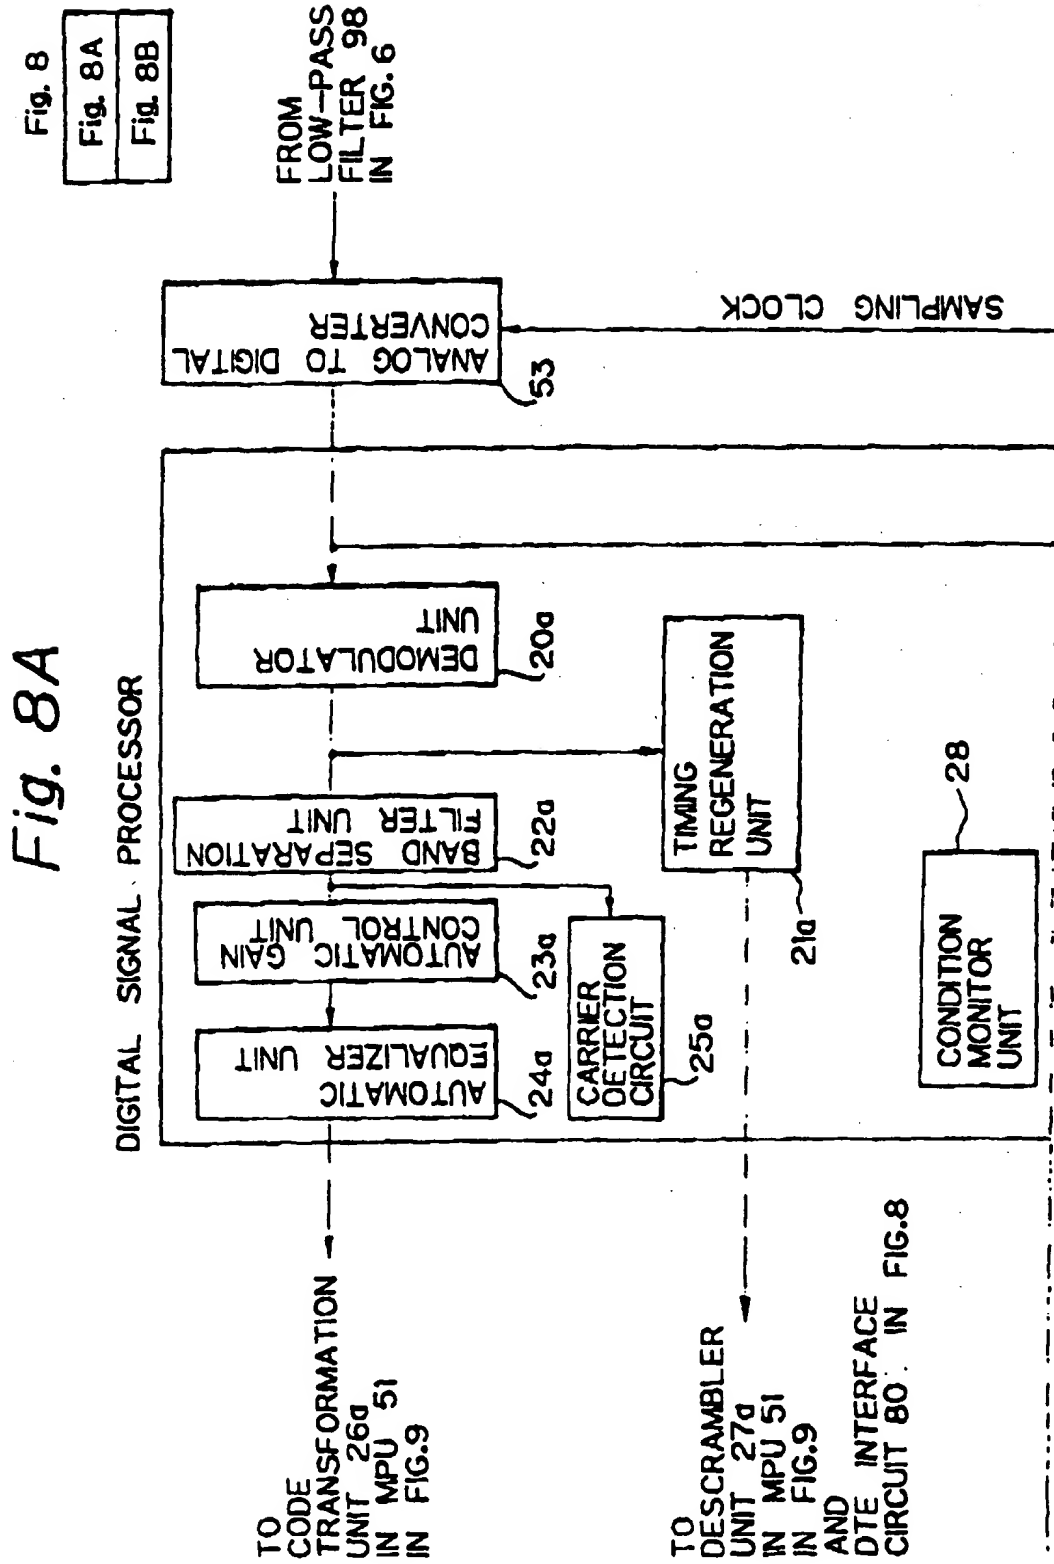 Fig. 8
Fig. 8A
Fig. 8B
Fig. 8A
DIGITAL SIGNAL PROCESSOR
FROM
LOW-PASS
FILTER 98
IN FIG. 6
ANALOG TO DIGITAL
CONVERTER
53
SAMPLING CLOCK
DEMODULATOR
UNIT
20a
BAND SEPARATION
FILTER UNIT
22a
AUTOMATIC GAIN
CONTROL UNIT
23a
AUTOMATIC
EQUALIZER UNIT
24a
CARRIER
DETECTION
CIRCUIT
25a
TIMING
REGENERATION
UNIT
21a
CONDITION
MONITOR
UNIT
28
TO
CODE
TRANSFORMATION
UNIT 26a
IN MPU 51
IN FIG.9
TO
DESCRAMBLER
UNIT 27a
IN MPU 51
IN FIG.9
AND
DTE INTERFACE
CIRCUIT 80. IN FIG.8